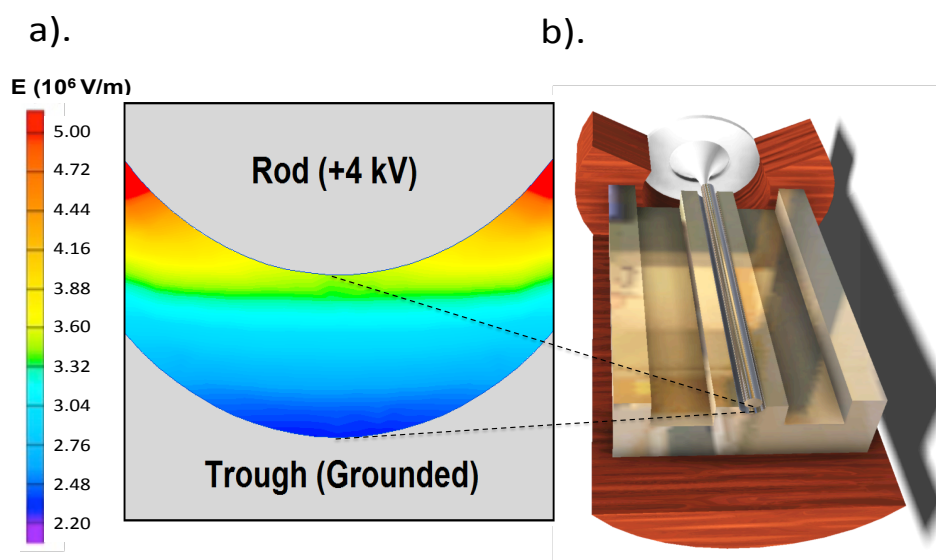 a).
b).
E (10⁶ V/m)
5.00
4.72
4.44
4.16
3.88
3.60
3.32
3.04
2.76
2.48
2.20
Rod (+4 kV)
Trough (Grounded)